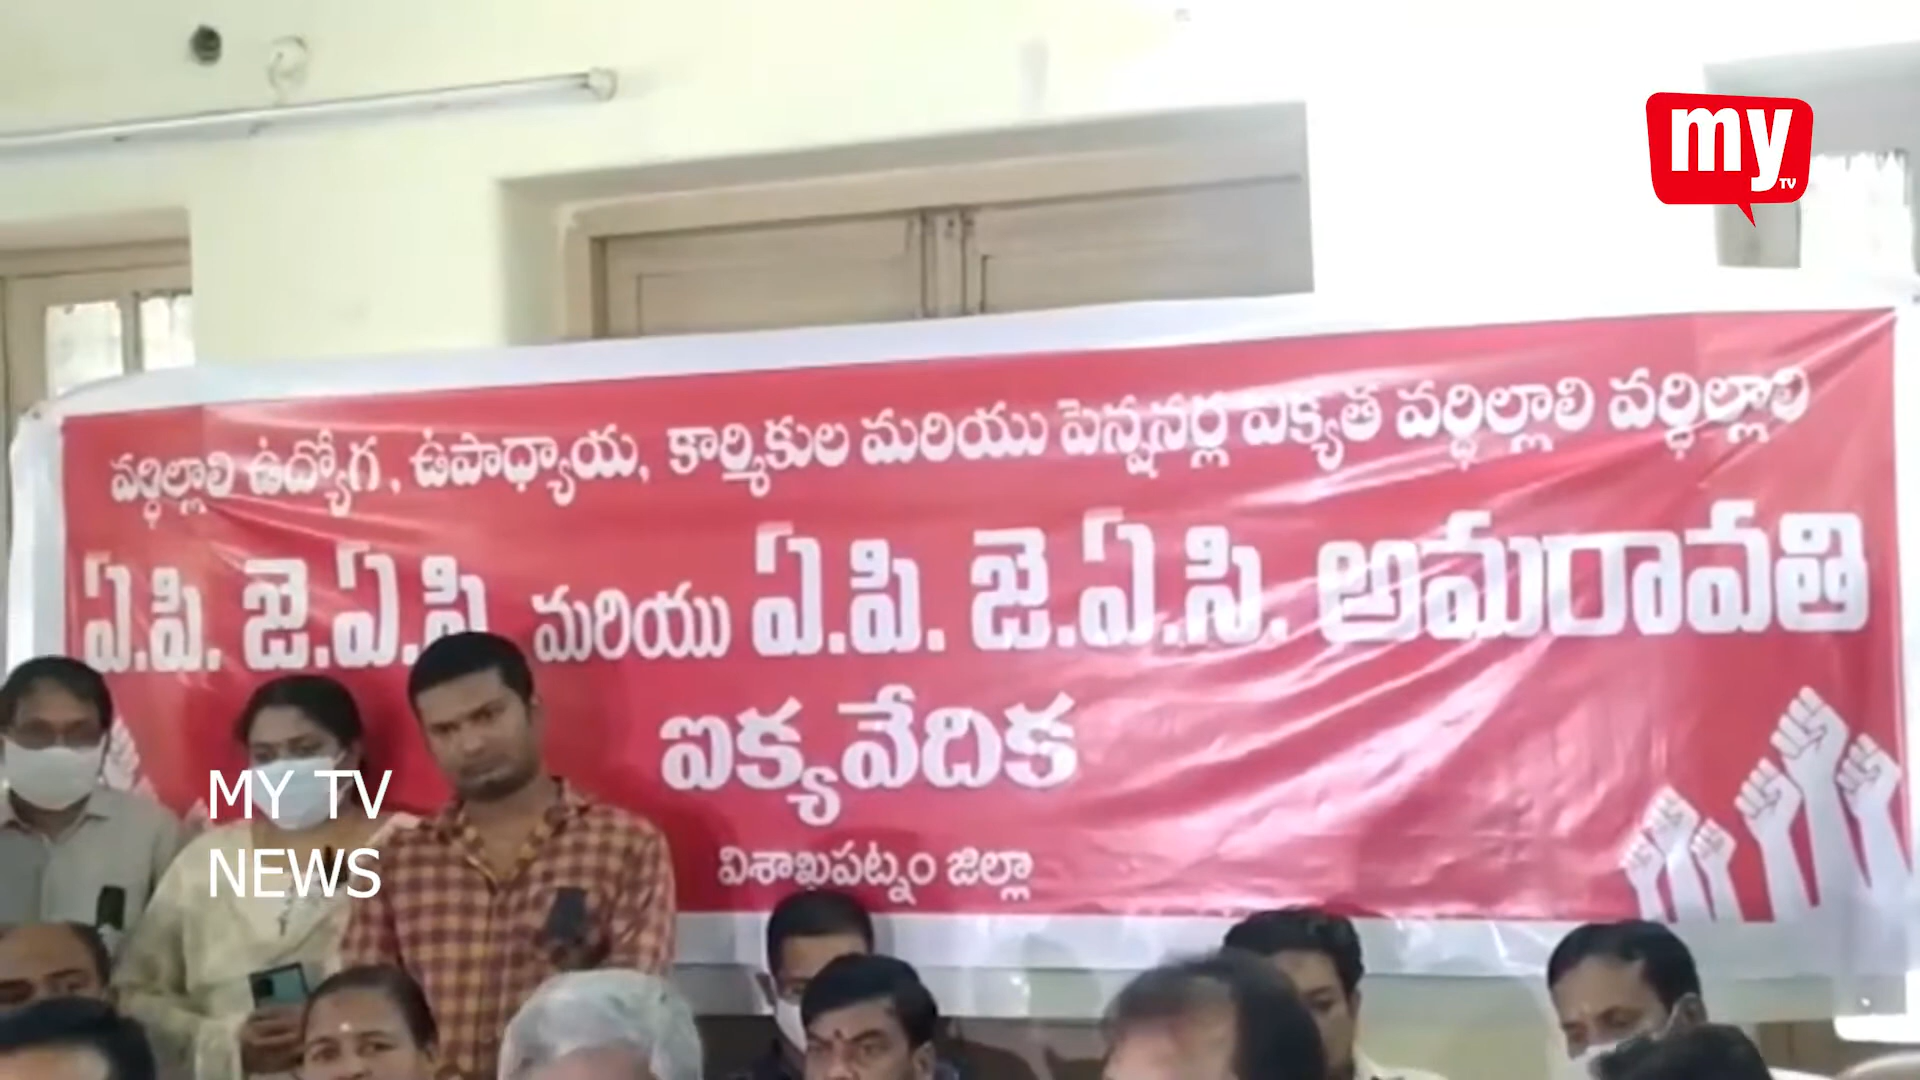 my TV
వర్ధిల్లాలి ఉద్యోగ, ఉపాధ్యాయ, కార్మికుల మరియు పెన్షనర్ల ఐక్యత వర్ధిల్లాలి వర్ధిల్లాలి
ఏ.పి. జె.ఏ.సి మరియు ఏ.పి. జె.ఏ.సి. అమరావతి
ఐక్యవేదిక
విశాఖపట్నం జిల్లా
MY TV
NEWS